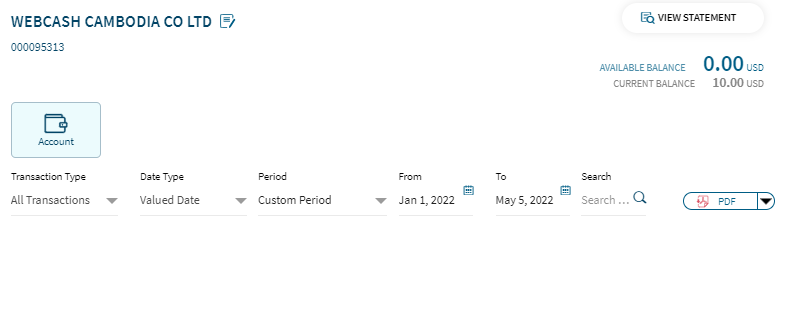 WEBCASH CAMBODIA CO LTD
VIEW STATEMENT
000095313
AVAILABLE BALANCE 0.00 USD
CURRENT BALANCE 10.00 USD
Account
Transaction Type Date Type Period From To Search
All Transactions Valued Date Custom Period Jan 1, 2022 May 5, 2022 Search ... PDF